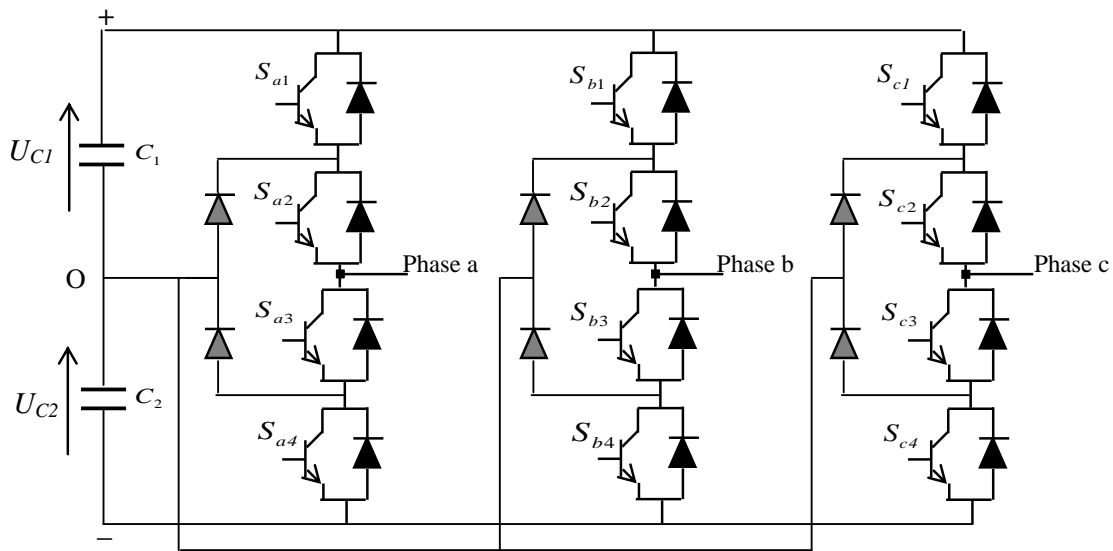 +
S_{a1}
S_{b1}
S_{c1}
U_{C1}
C_1
S_{a2}
S_{b2}
S_{c2}
O
Phase a
Phase b
Phase c
S_{a3}
S_{b3}
S_{c3}
U_{C2}
C_2
S_{a4}
S_{b4}
S_{c4}
−